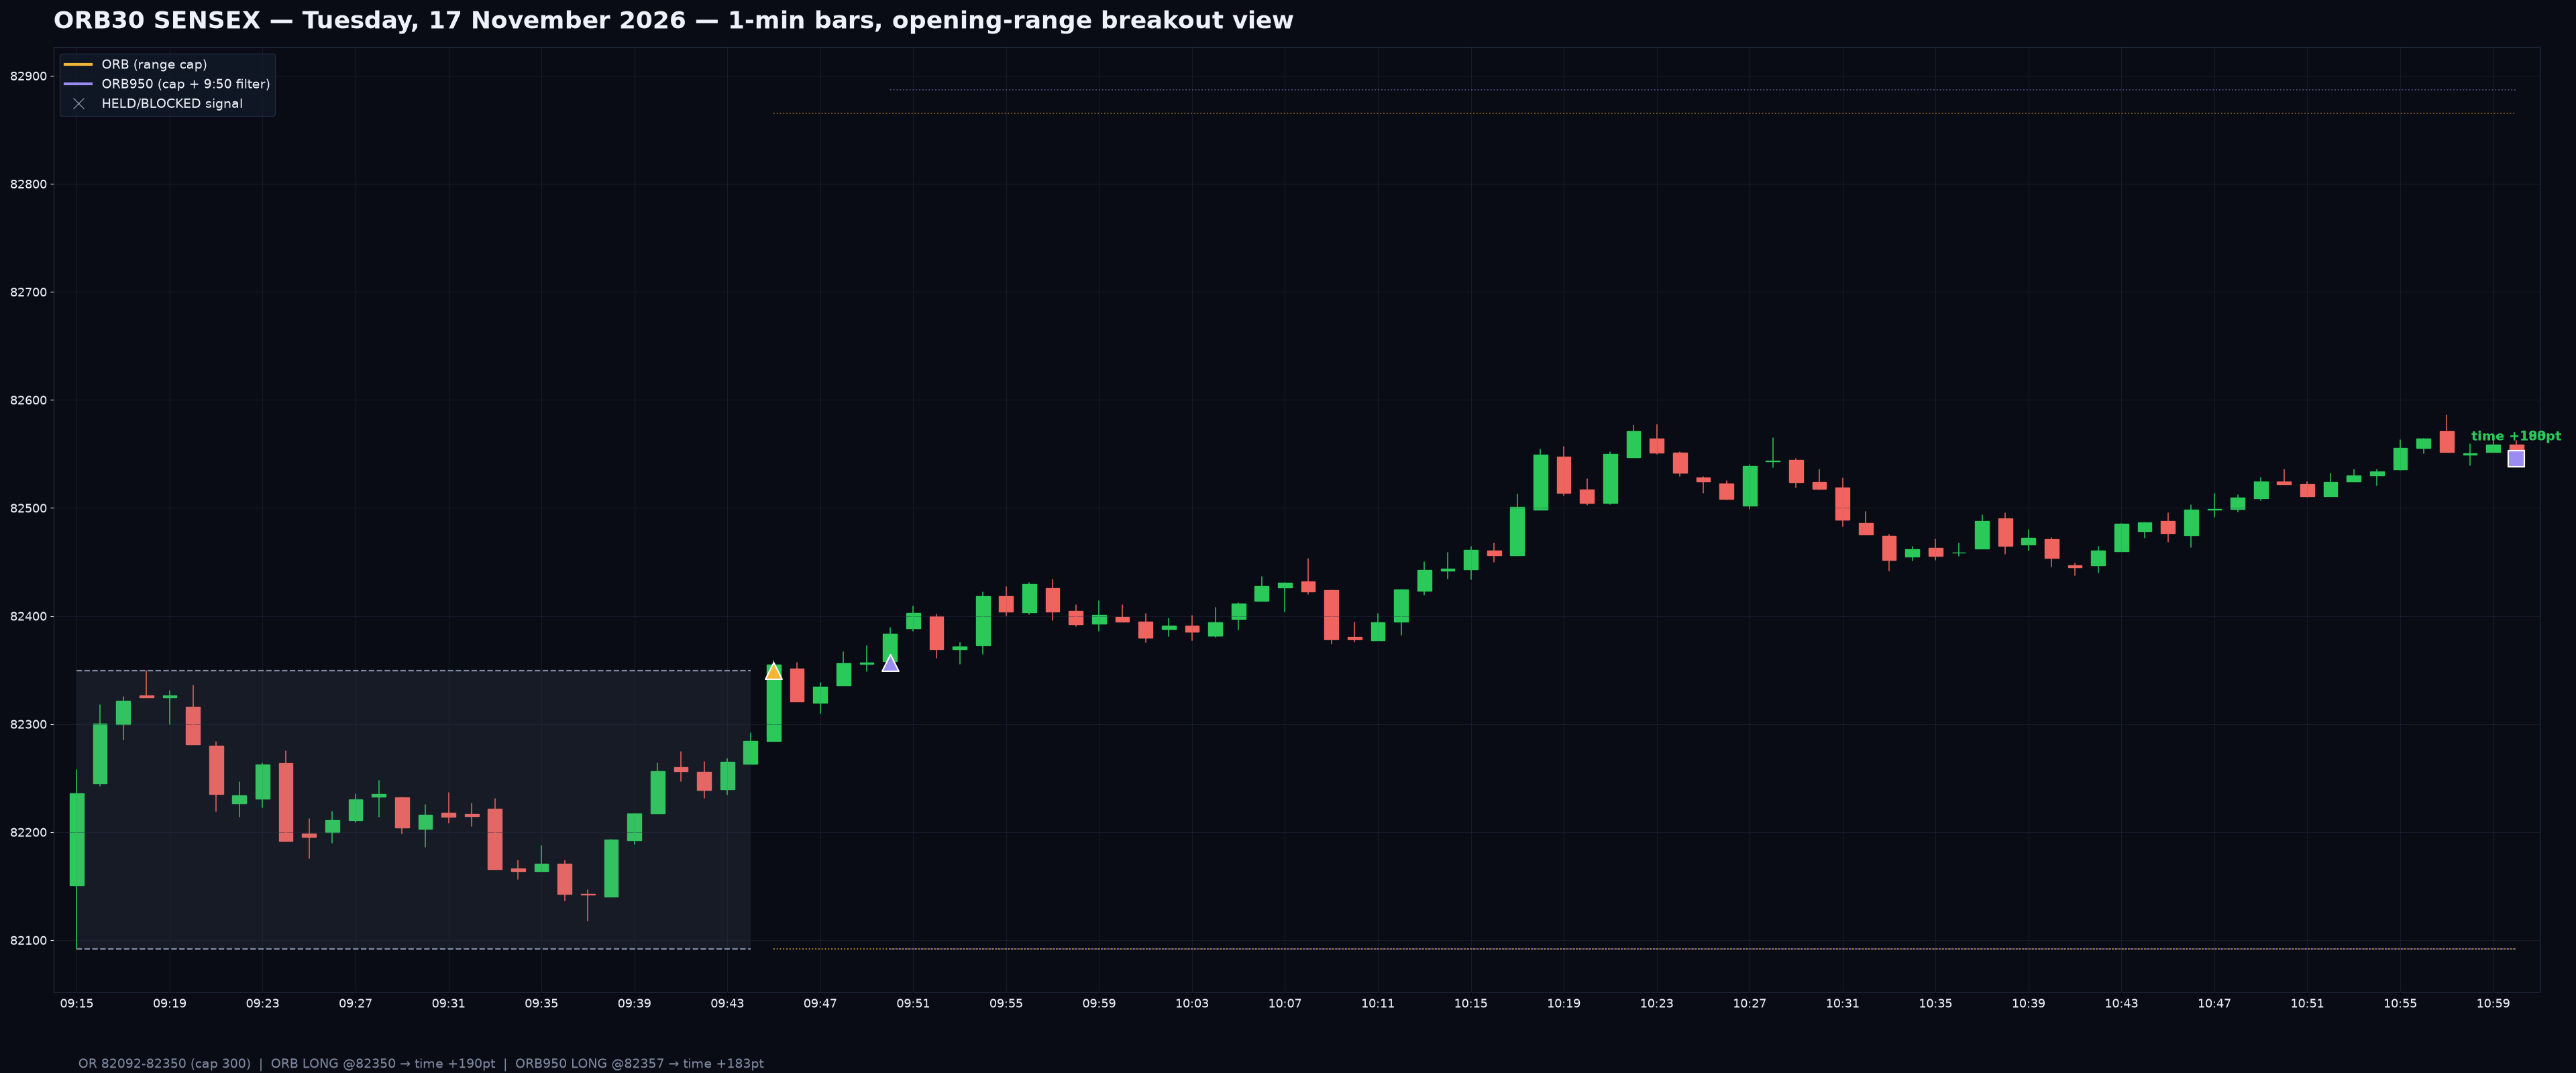 ORB30 SENSEX — Tuesday, 17 November 2026 — 1-min bars, opening-range breakout view
ORB (range cap)
ORB950 (cap + 9:50 filter)
HELD/BLOCKED signal
82900
82800
82700
82600
82500
82400
82300
82200
82100
time
09:15 09:19 09:23 09:27 09:31 09:35 09:39 09:43 09:47 09:51 09:55 09:59 10:03 10:07 10:11 10:15 10:19 10:23 10:27 10:31 10:35 10:39 10:43 10:47 10:51 10:55 10:59
OR 82092-82350 (cap 300) | ORB LONG @82350 → time +190pt | ORB950 LONG @82357 → time +183pt